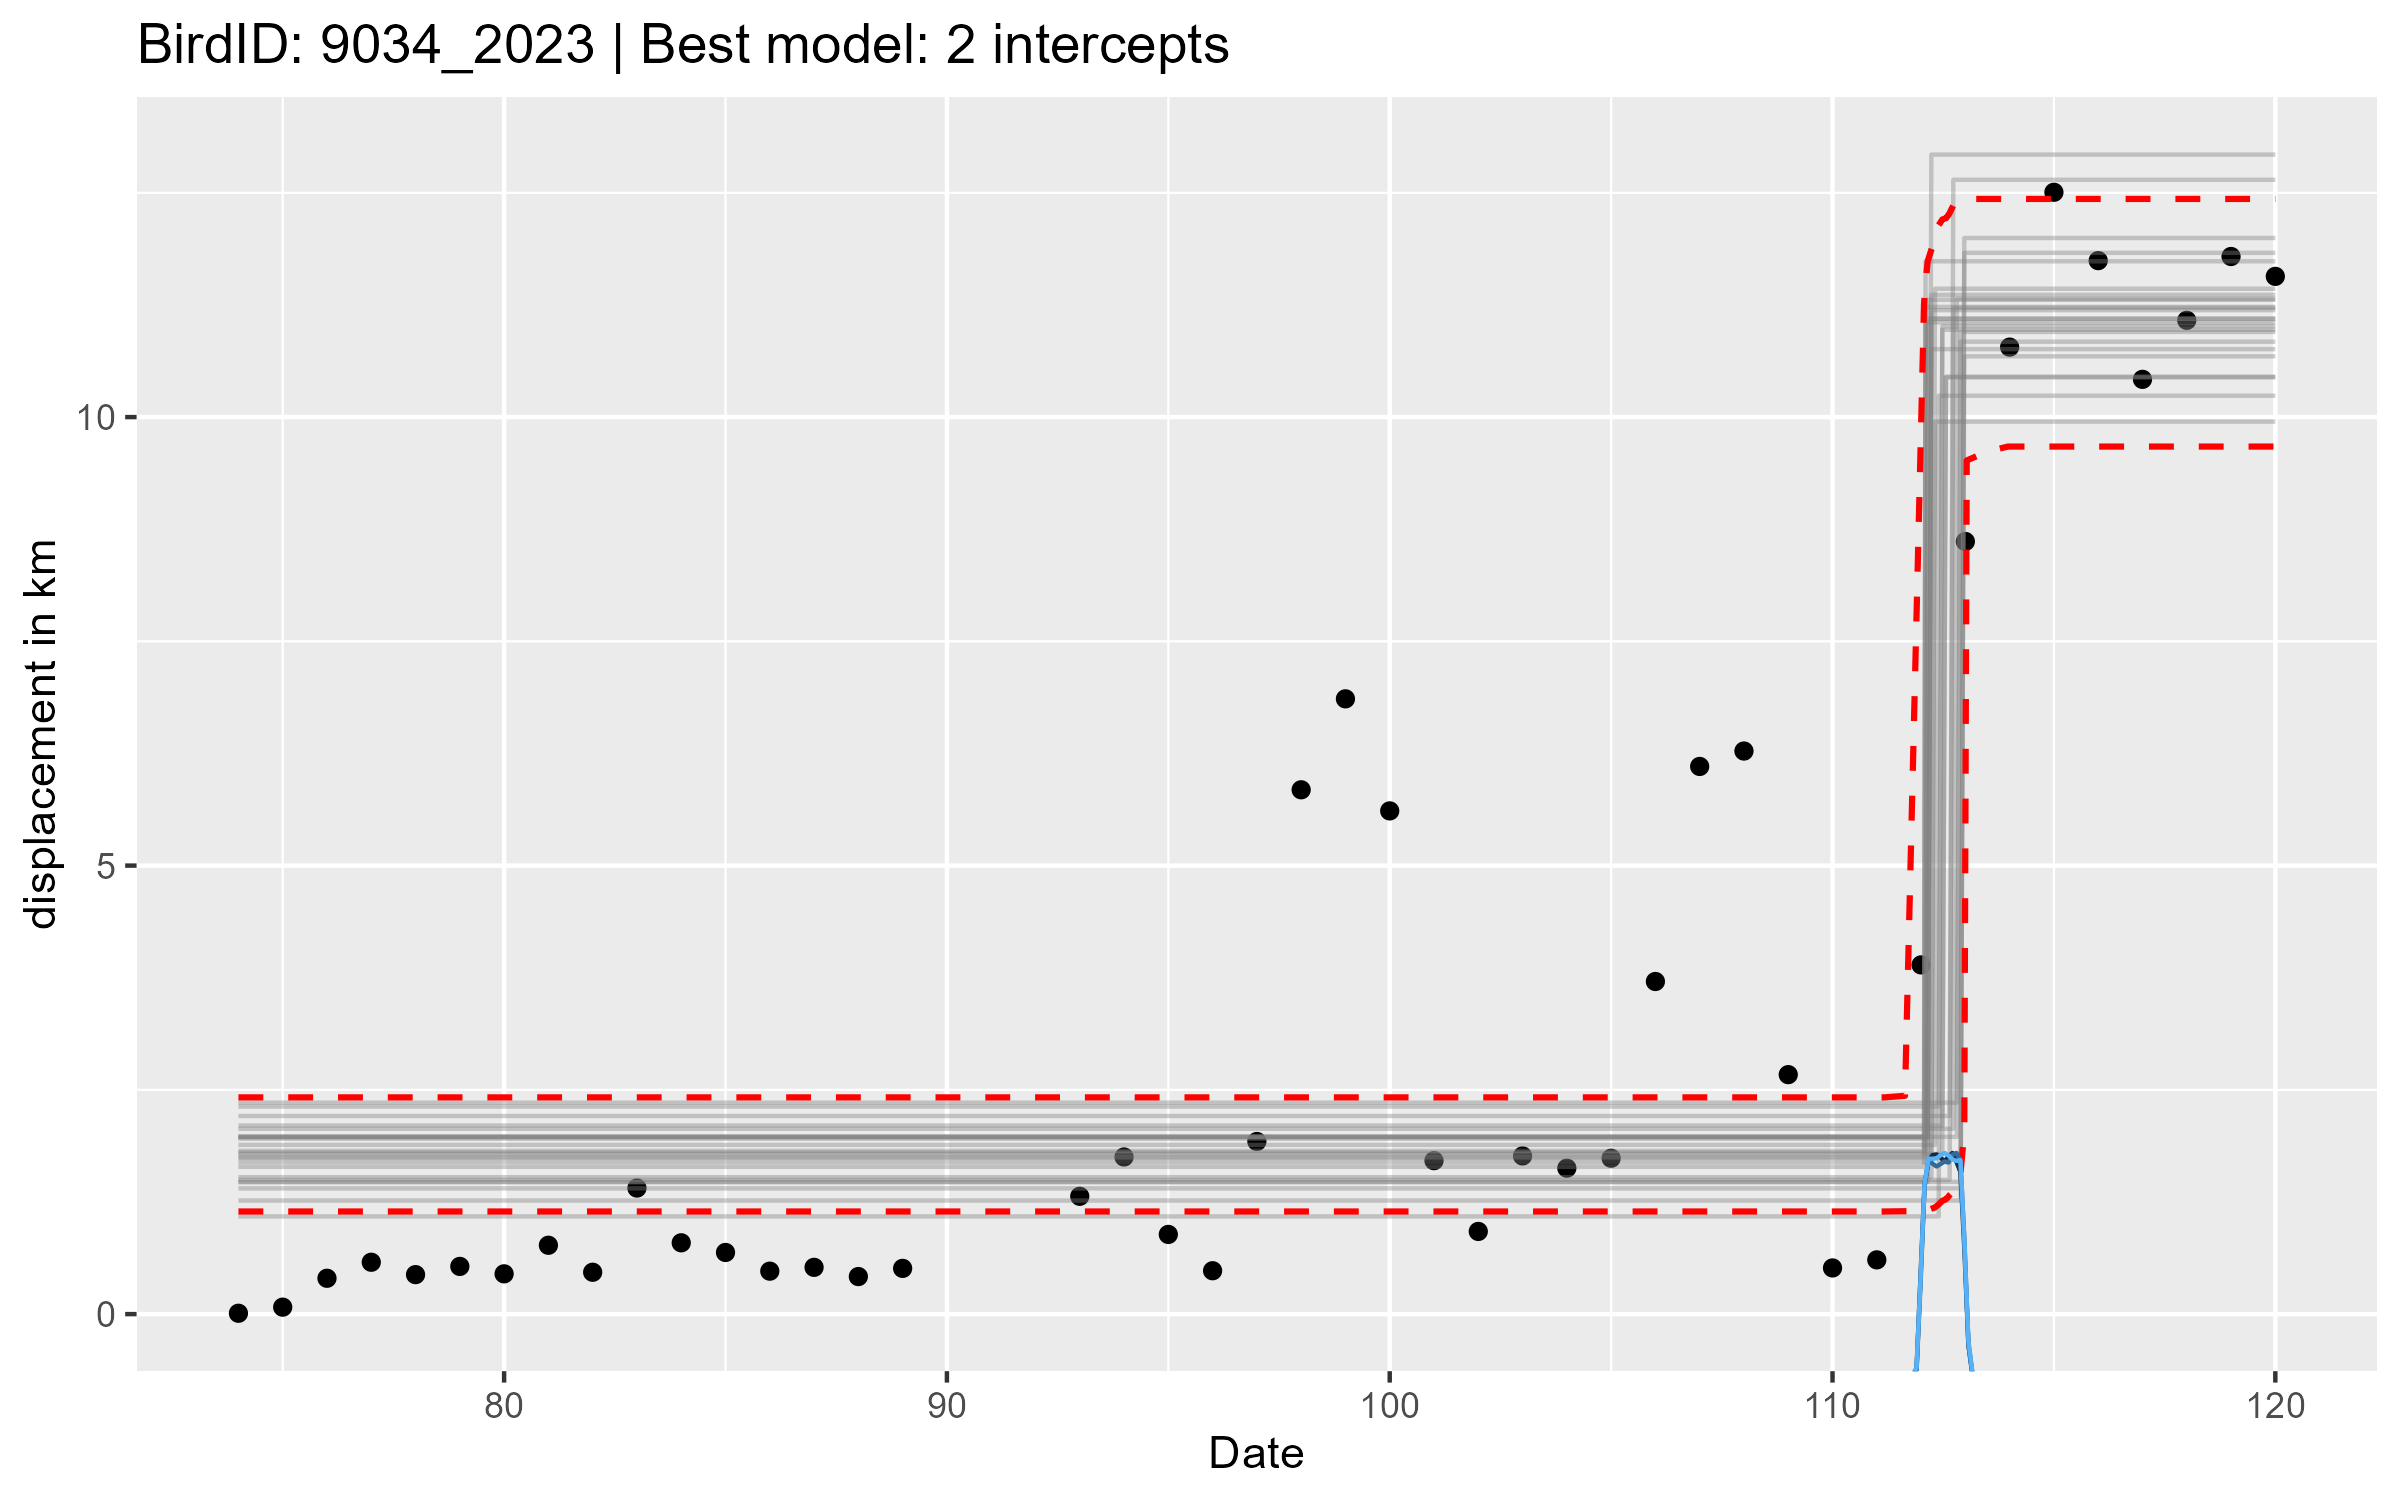 BirdID: 9034_2023 | Best model: 2 intercepts
displacement in km
10
5
0
80
90
100
110
120
Date